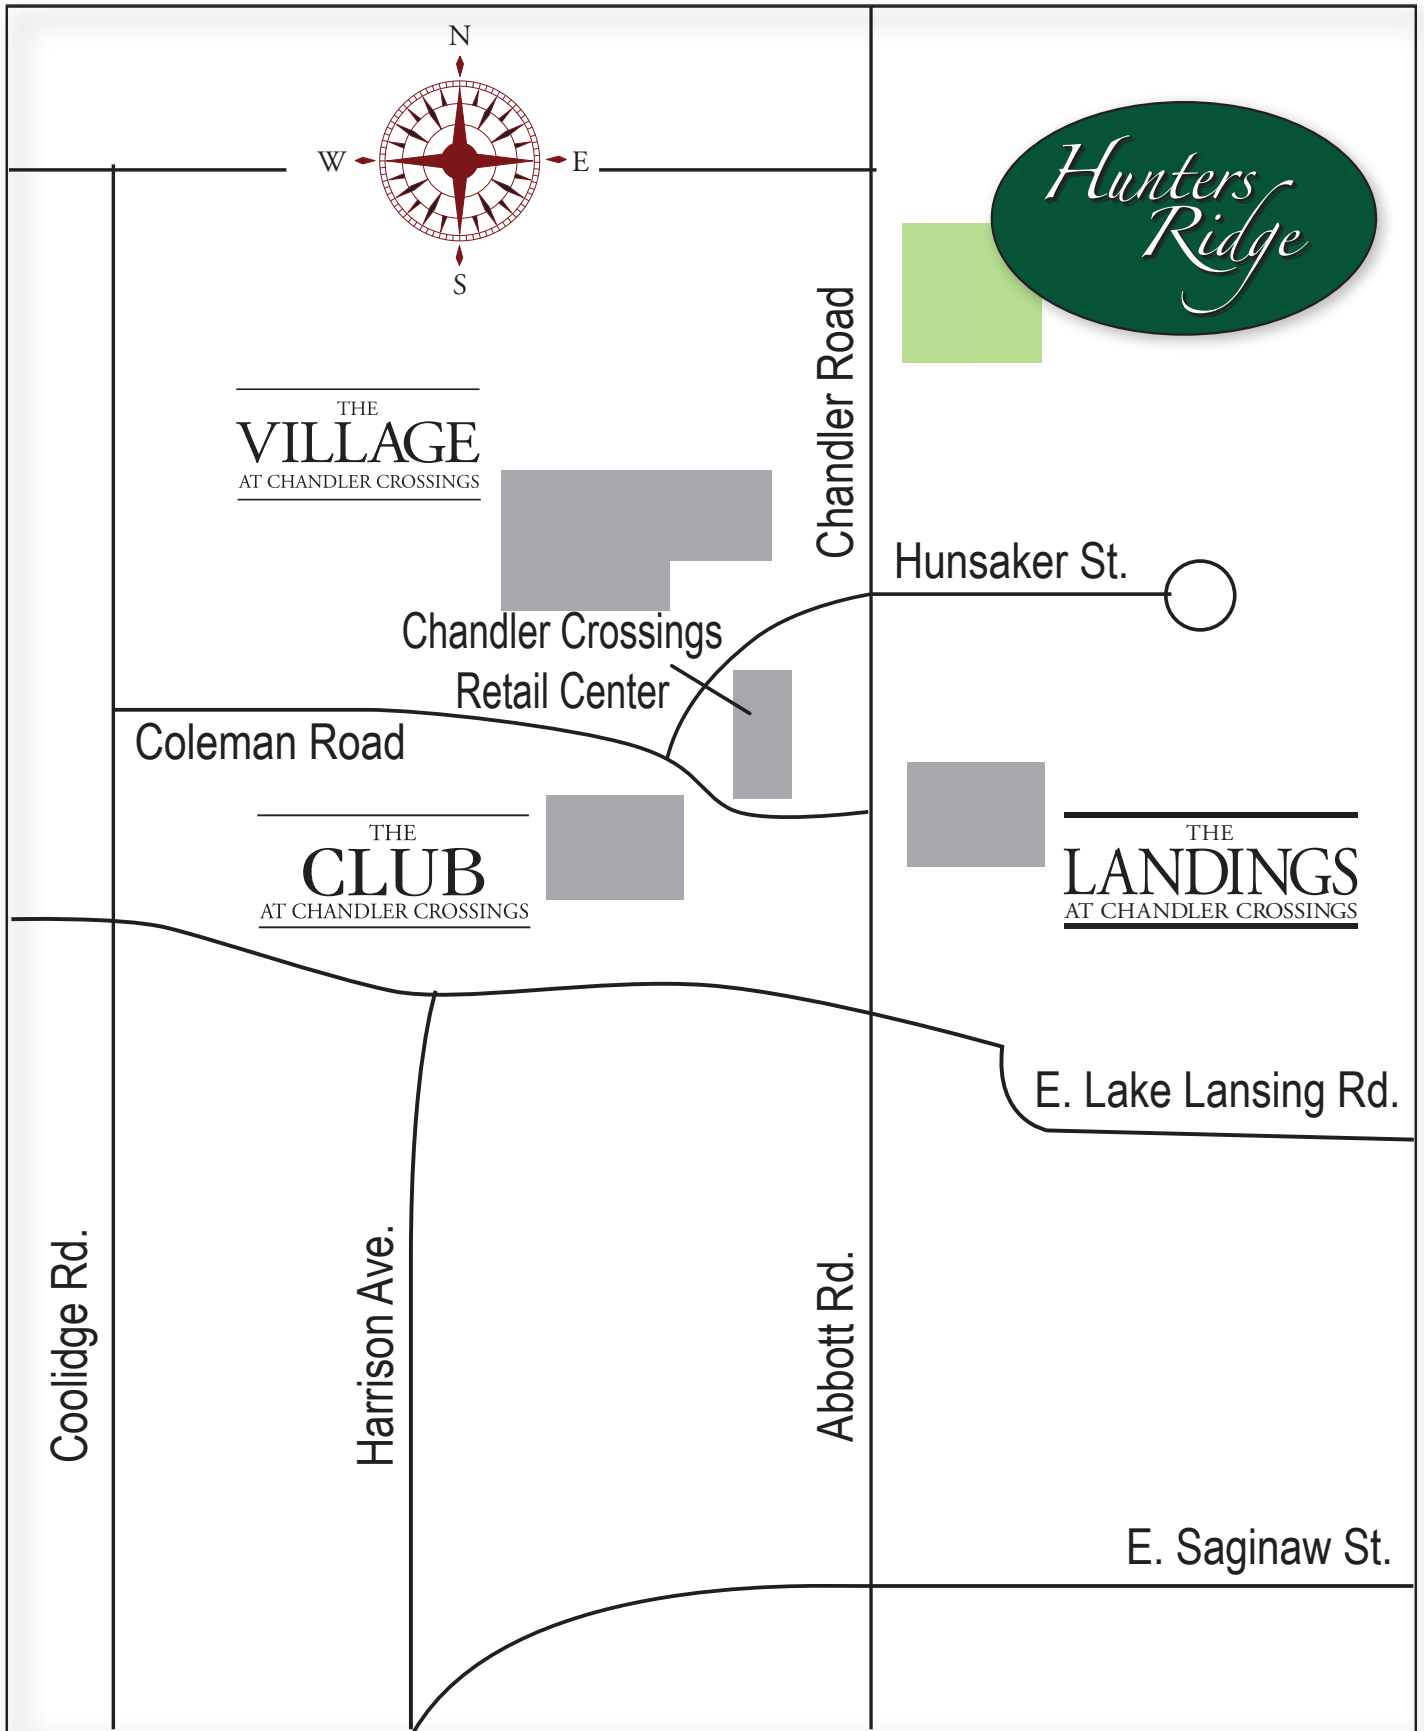 N
W
E
S
Hunters
Ridge
Chandler Road
THE
VILLAGE
AT CHANDLER CROSSINGS
Hunsaker St.
Chandler Crossings
Retail Center
Coleman Road
THE
CLUB
AT CHANDLER CROSSINGS
THE
LANDINGS
AT CHANDLER CROSSINGS
E. Lake Lansing Rd.
Coolidge Rd.
Harrison Ave.
Abbott Rd.
E. Saginaw St.